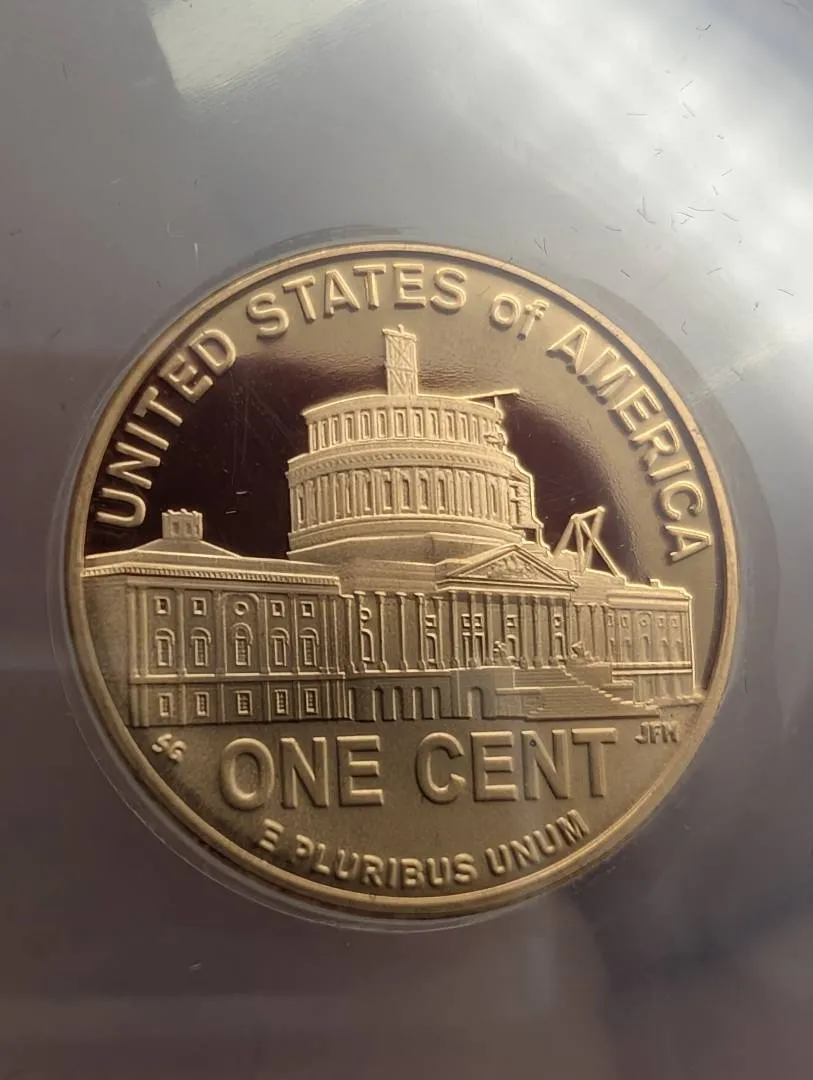 UNITED STATES of AMERICA
SG
JFM
ONE CENT
E PLURIBUS UNUM